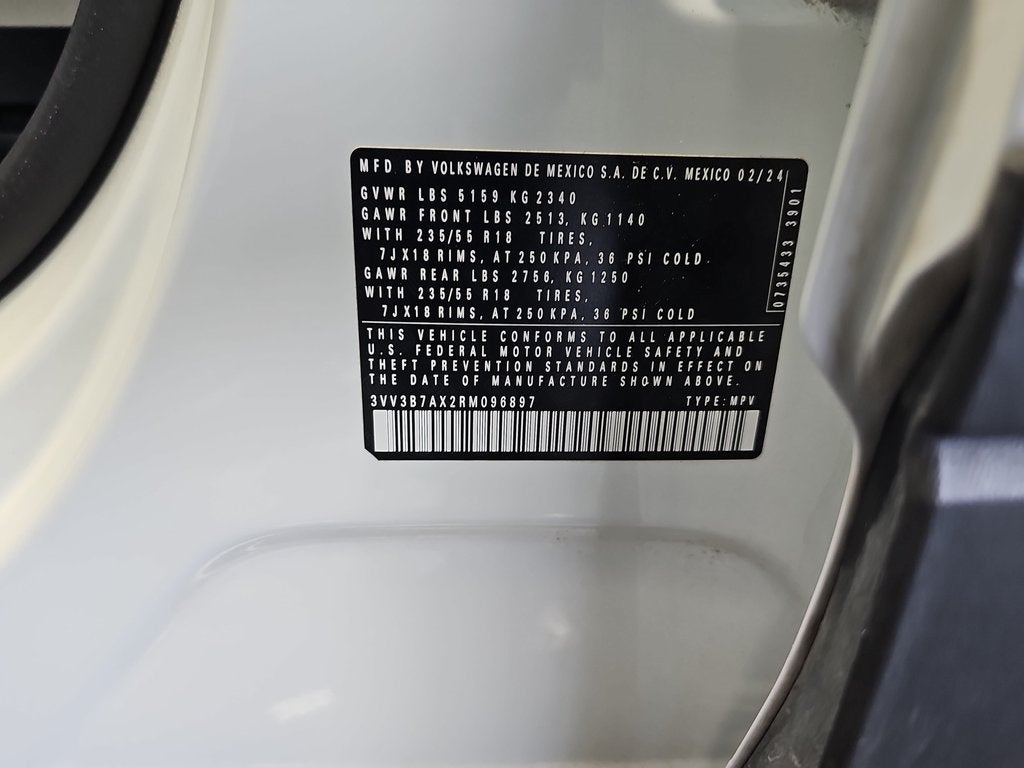 MFD. BY VOLKSWAGEN DE MEXICO S.A. DE C.V. MEXICO 02/24
GVWR LBS 5159 KG 2340
GAWR FRONT LBS 2513, KG 1140
WITH 235/55 R18 TIRES,
7JX18 RIMS, AT 250 KPA, 36 PSI COLD.
GAWR REAR LBS 2756, KG 1250
WITH 235/55 R18 TIRES,
7JX18 RIMS, AT 250 KPA, 36 PSI COLD
0735433 3901
THIS VEHICLE CONFORMS TO ALL APPLICABLE
U.S. FEDERAL MOTOR VEHICLE SAFETY AND
THEFT PREVENTION STANDARDS IN EFFECT ON
THE DATE OF MANUFACTURE SHOWN ABOVE.
3VV3B7AX2RM096897 TYPE: MPV